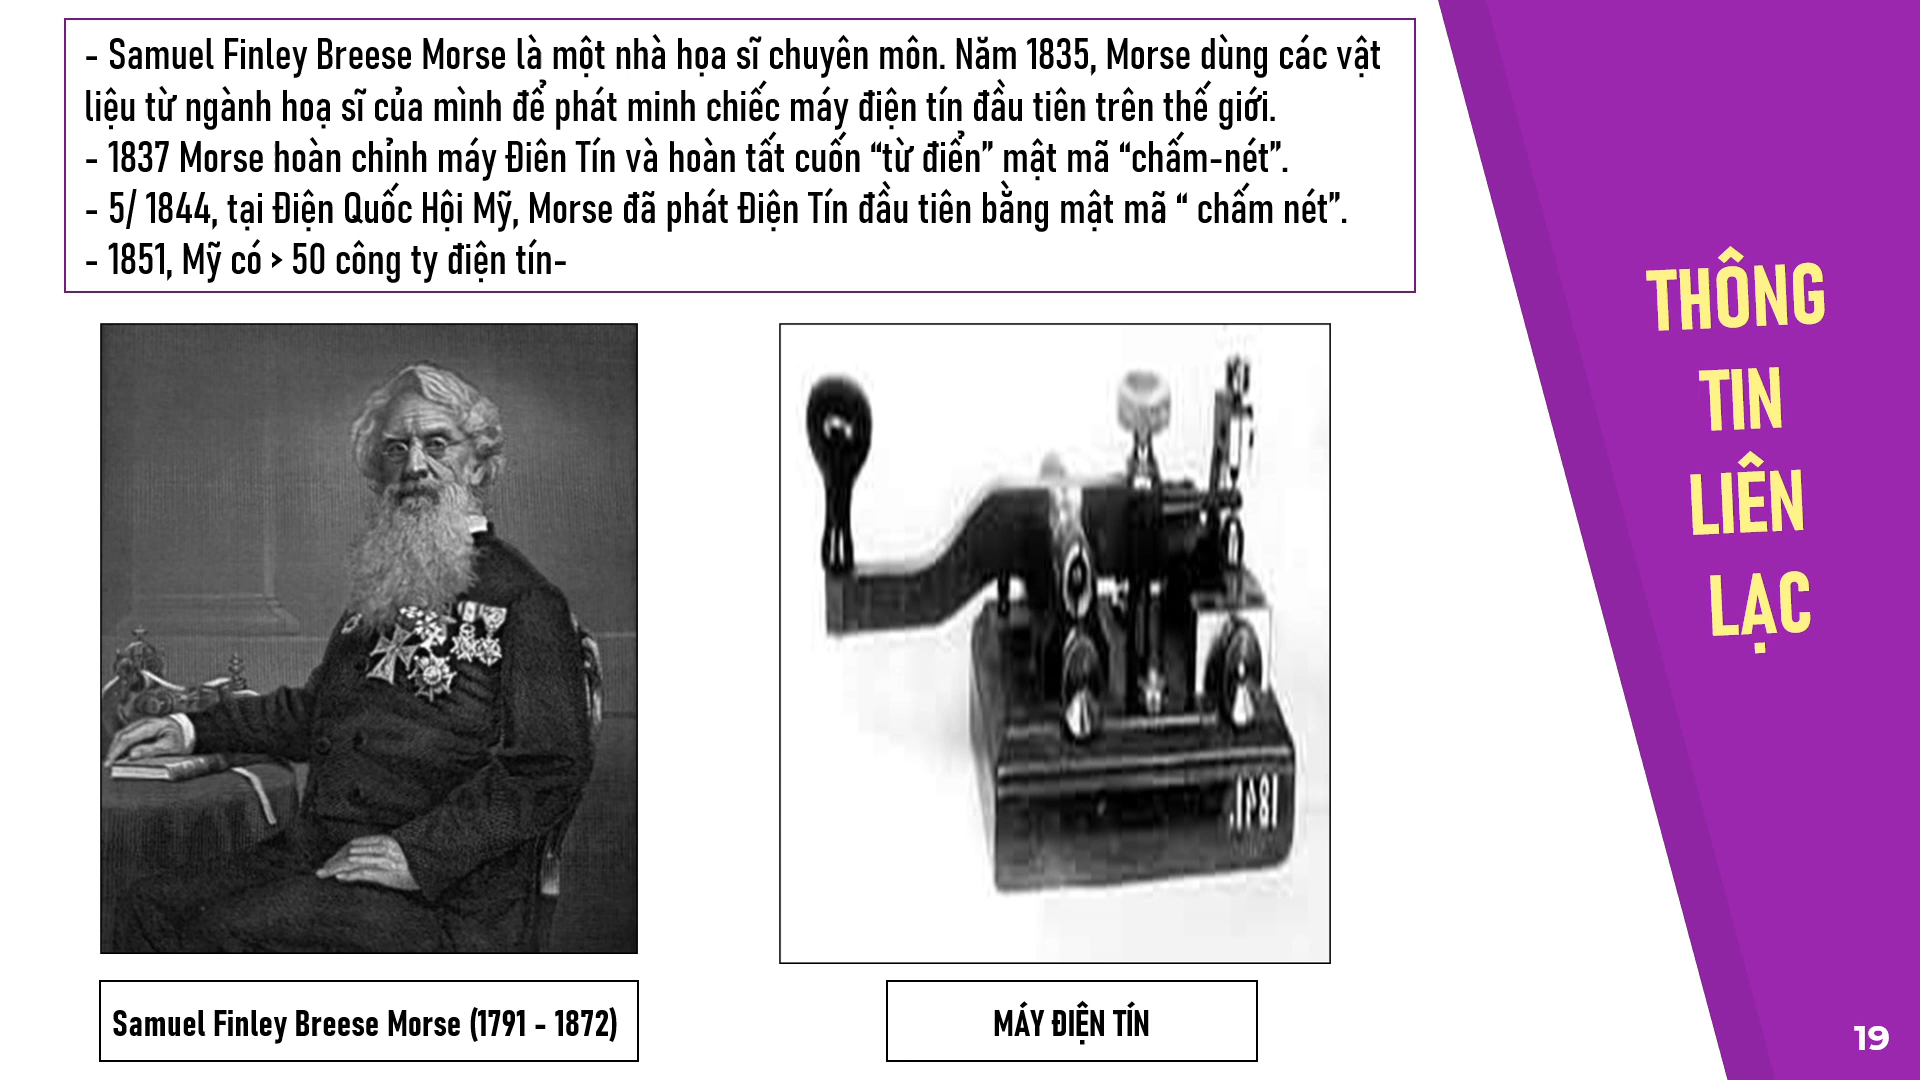 - Samuel Finley Breese Morse là một nhà họa sĩ chuyên môn. Năm 1835, Morse dùng các vật
liệu từ ngành hoạ sĩ của mình để phát minh chiếc máy điện tín đầu tiên trên thế giới.
- 1837 Morse hoàn chỉnh máy Điên Tín và hoàn tất cuốn “từ điển” mật mã “chấm-nét”.
- 5/ 1844, tại Điện Quốc Hội Mỹ, Morse đã phát Điện Tín đầu tiên bằng mật mã “ chấm nét”.
- 1851, Mỹ có > 50 công ty điện tín-
THÔNG
TIN
LIÊN
LẠC
1841.
Samuel Finley Breese Morse (1791 - 1872)
MÁY ĐIỆN TÍN
19